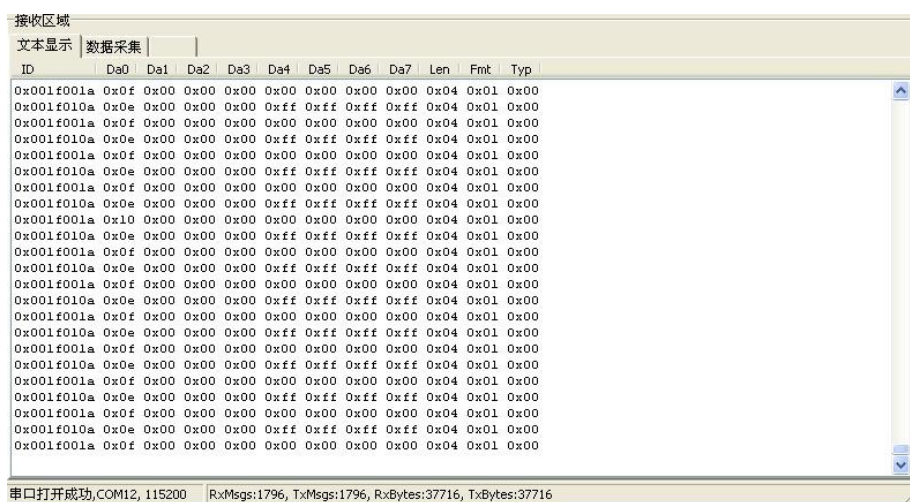 接收区域
文本显示 数据采集
ID Da0 Da1 Da2 Da3 Da4 Da5 Da6 Da7 Len Fmt Typ
0x001f001a 0x0f 0x00 0x00 0x00 0x00 0x00 0x00 0x00 0x04 0x01 0x00
0x001f010a 0x0e 0x00 0x00 0x00 0xff 0xff 0xff 0xff 0x04 0x01 0x00
0x001f001a 0x0f 0x00 0x00 0x00 0x00 0x00 0x00 0x00 0x04 0x01 0x00
0x001f010a 0x0e 0x00 0x00 0x00 0xff 0xff 0xff 0xff 0x04 0x01 0x00
0x001f001a 0x0f 0x00 0x00 0x00 0x00 0x00 0x00 0x00 0x04 0x01 0x00
0x001f010a 0x0e 0x00 0x00 0x00 0xff 0xff 0xff 0xff 0x04 0x01 0x00
0x001f001a 0x0f 0x00 0x00 0x00 0x00 0x00 0x00 0x00 0x04 0x01 0x00
0x001f010a 0x0e 0x00 0x00 0x00 0xff 0xff 0xff 0xff 0x04 0x01 0x00
0x001f001a 0x10 0x00 0x00 0x00 0x00 0x00 0x00 0x00 0x04 0x01 0x00
0x001f010a 0x0e 0x00 0x00 0x00 0xff 0xff 0xff 0xff 0x04 0x01 0x00
0x001f001a 0x0f 0x00 0x00 0x00 0x00 0x00 0x00 0x00 0x04 0x01 0x00
0x001f010a 0x0e 0x00 0x00 0x00 0xff 0xff 0xff 0xff 0x04 0x01 0x00
0x001f001a 0x0f 0x00 0x00 0x00 0x00 0x00 0x00 0x00 0x04 0x01 0x00
0x001f010a 0x0e 0x00 0x00 0x00 0xff 0xff 0xff 0xff 0x04 0x01 0x00
0x001f001a 0x0f 0x00 0x00 0x00 0x00 0x00 0x00 0x00 0x04 0x01 0x00
0x001f010a 0x0e 0x00 0x00 0x00 0xff 0xff 0xff 0xff 0x04 0x01 0x00
0x001f001a 0x0f 0x00 0x00 0x00 0x00 0x00 0x00 0x00 0x04 0x01 0x00
0x001f010a 0x0e 0x00 0x00 0x00 0xff 0xff 0xff 0xff 0x04 0x01 0x00
0x001f001a 0x0f 0x00 0x00 0x00 0x00 0x00 0x00 0x00 0x04 0x01 0x00
0x001f010a 0x0e 0x00 0x00 0x00 0xff 0xff 0xff 0xff 0x04 0x01 0x00
0x001f001a 0x0f 0x00 0x00 0x00 0x00 0x00 0x00 0x00 0x04 0x01 0x00
0x001f010a 0x0e 0x00 0x00 0x00 0xff 0xff 0xff 0xff 0x04 0x01 0x00
0x001f001a 0x0f 0x00 0x00 0x00 0x00 0x00 0x00 0x00 0x04 0x01 0x00
串口打开成功,COM12, 115200 RxMsgs:1796, TxMsgs:1796, RxBytes:37716, TxBytes:37716